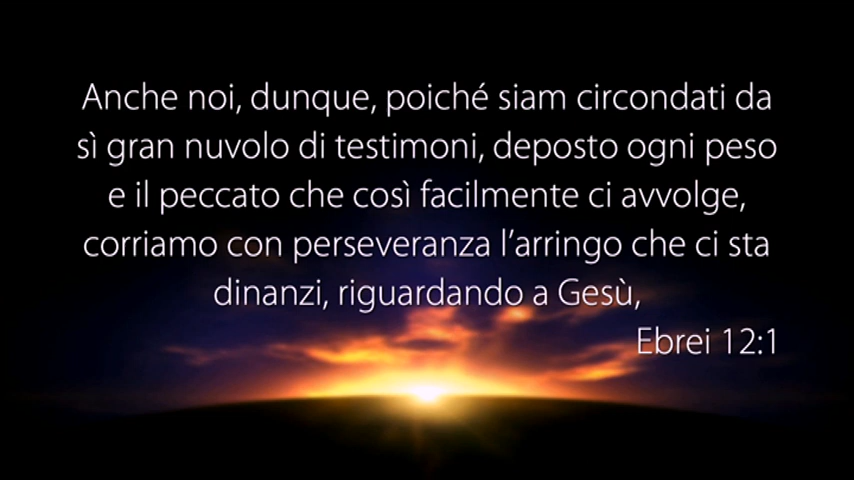 Anche noi, dunque, poiché siam circondati da
sì gran nuvolo di testimoni, deposto ogni peso
e il peccato che così facilmente ci avvolge,
corriamo con perseveranza l’arringo che ci sta
dinanzi, riguardando a Gesù,
Ebrei 12:1